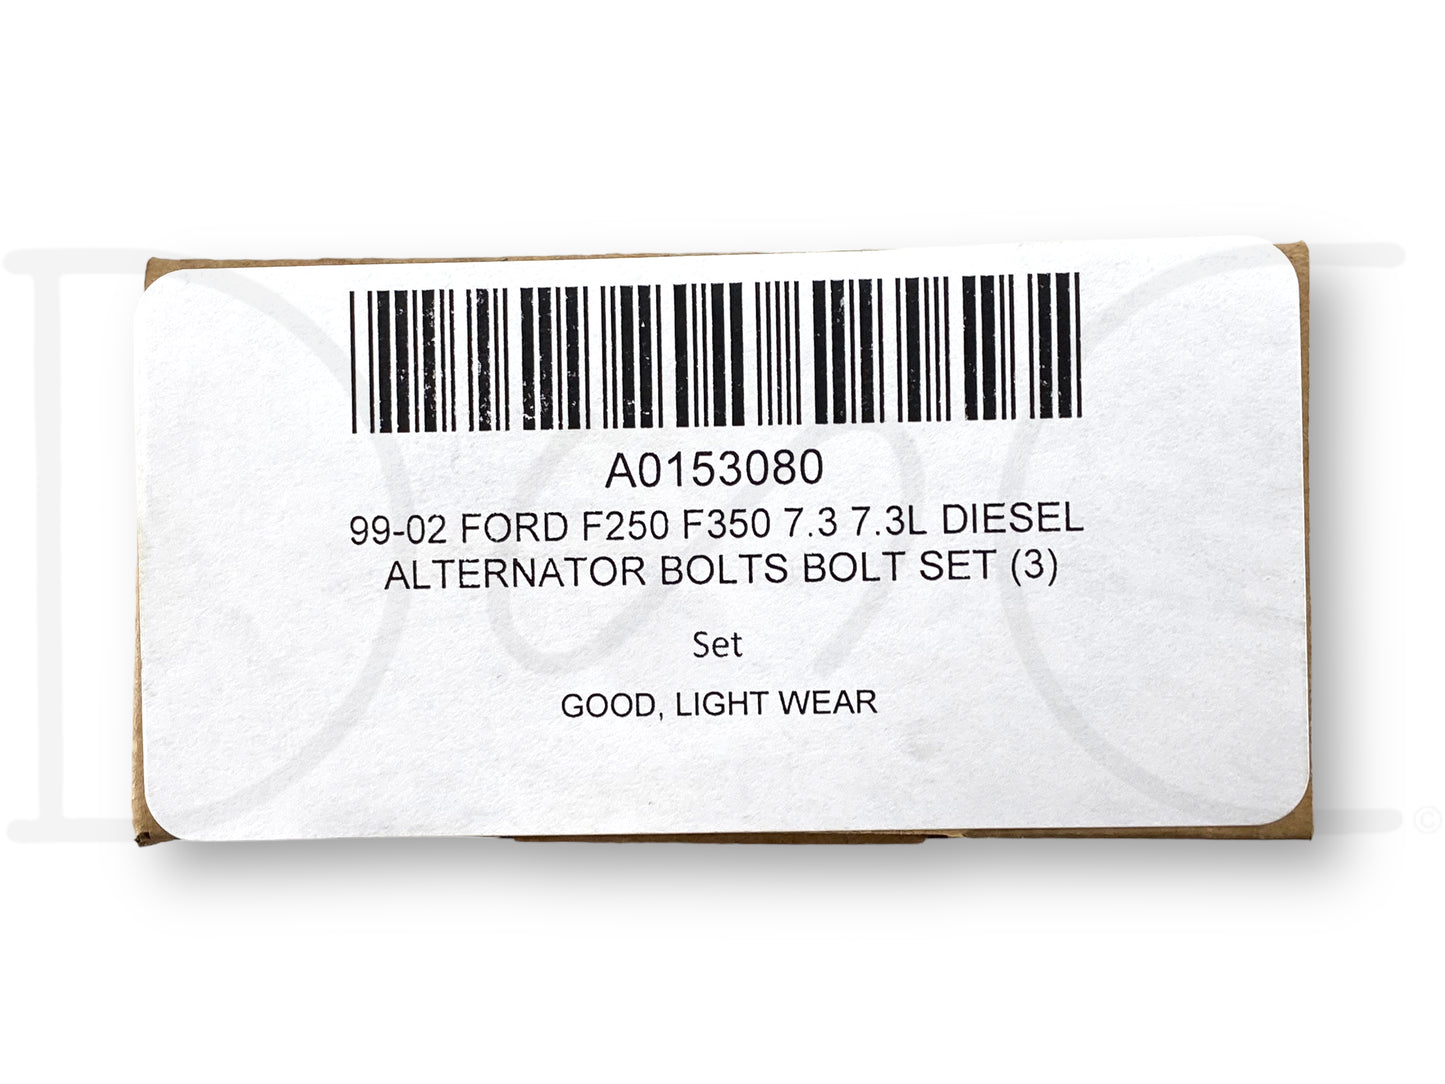 A0153080
99-02 FORD F250 F350 7.3 7.3L DIESEL
ALTERNATOR BOLTS BOLT SET (3)
Set
GOOD, LIGHT WEAR